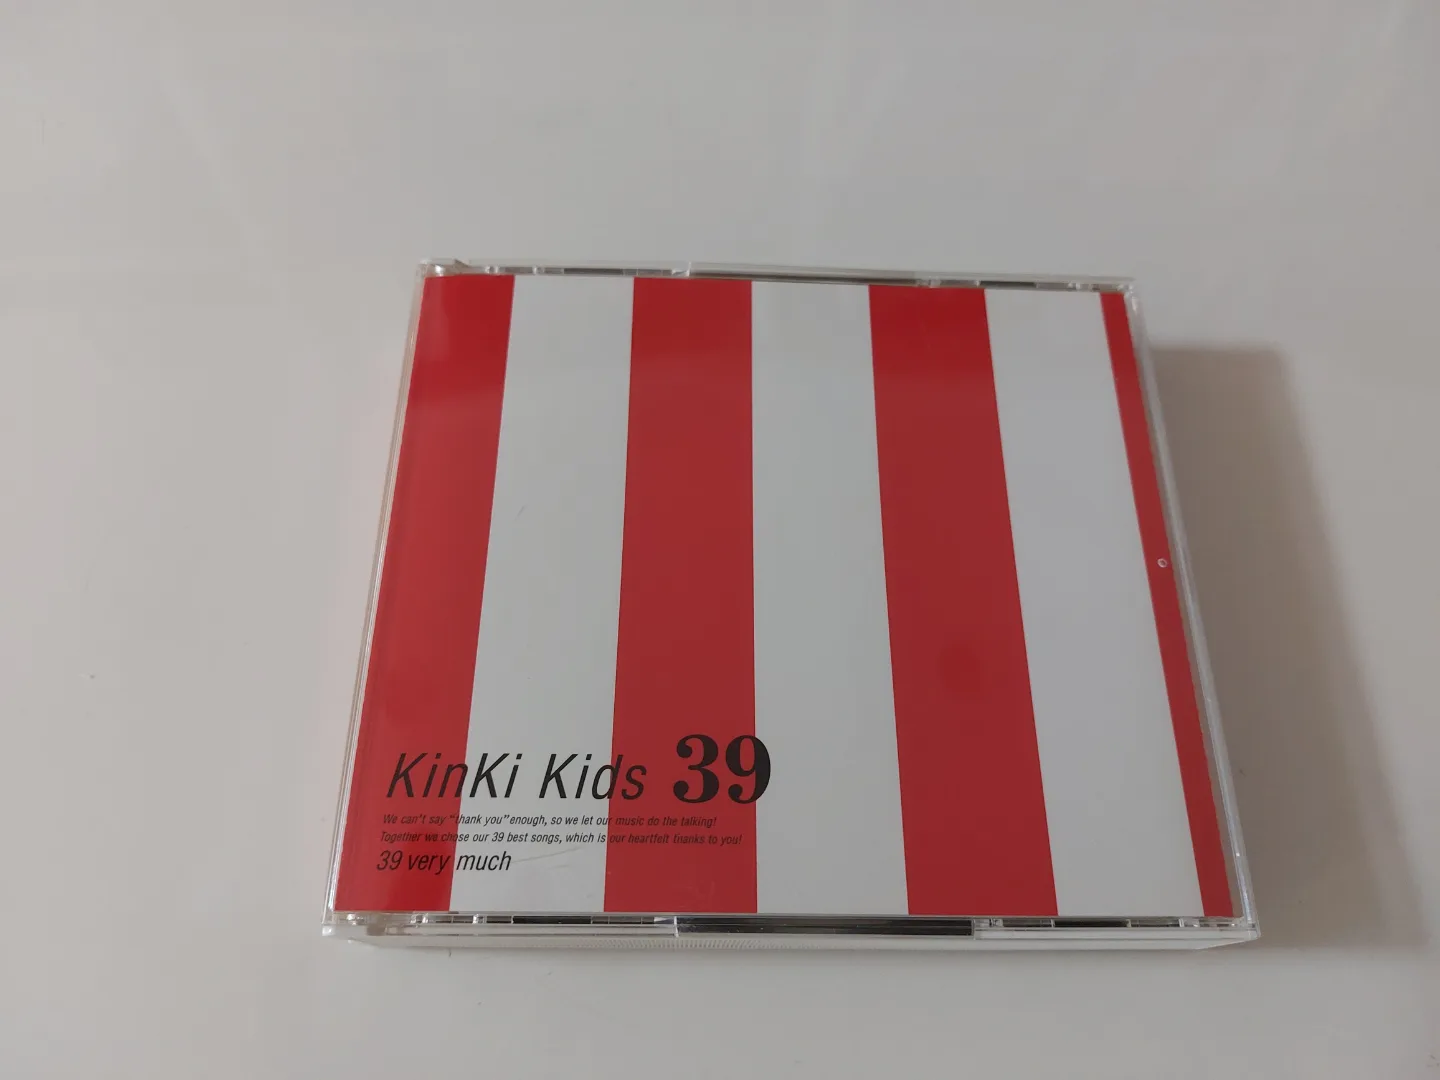 KinKi Kids 39
We can't say "thank you" enough, so we let our music do the talking!
Together we chose our 39 best songs, which is our heartfelt thanks to you!
39 very much